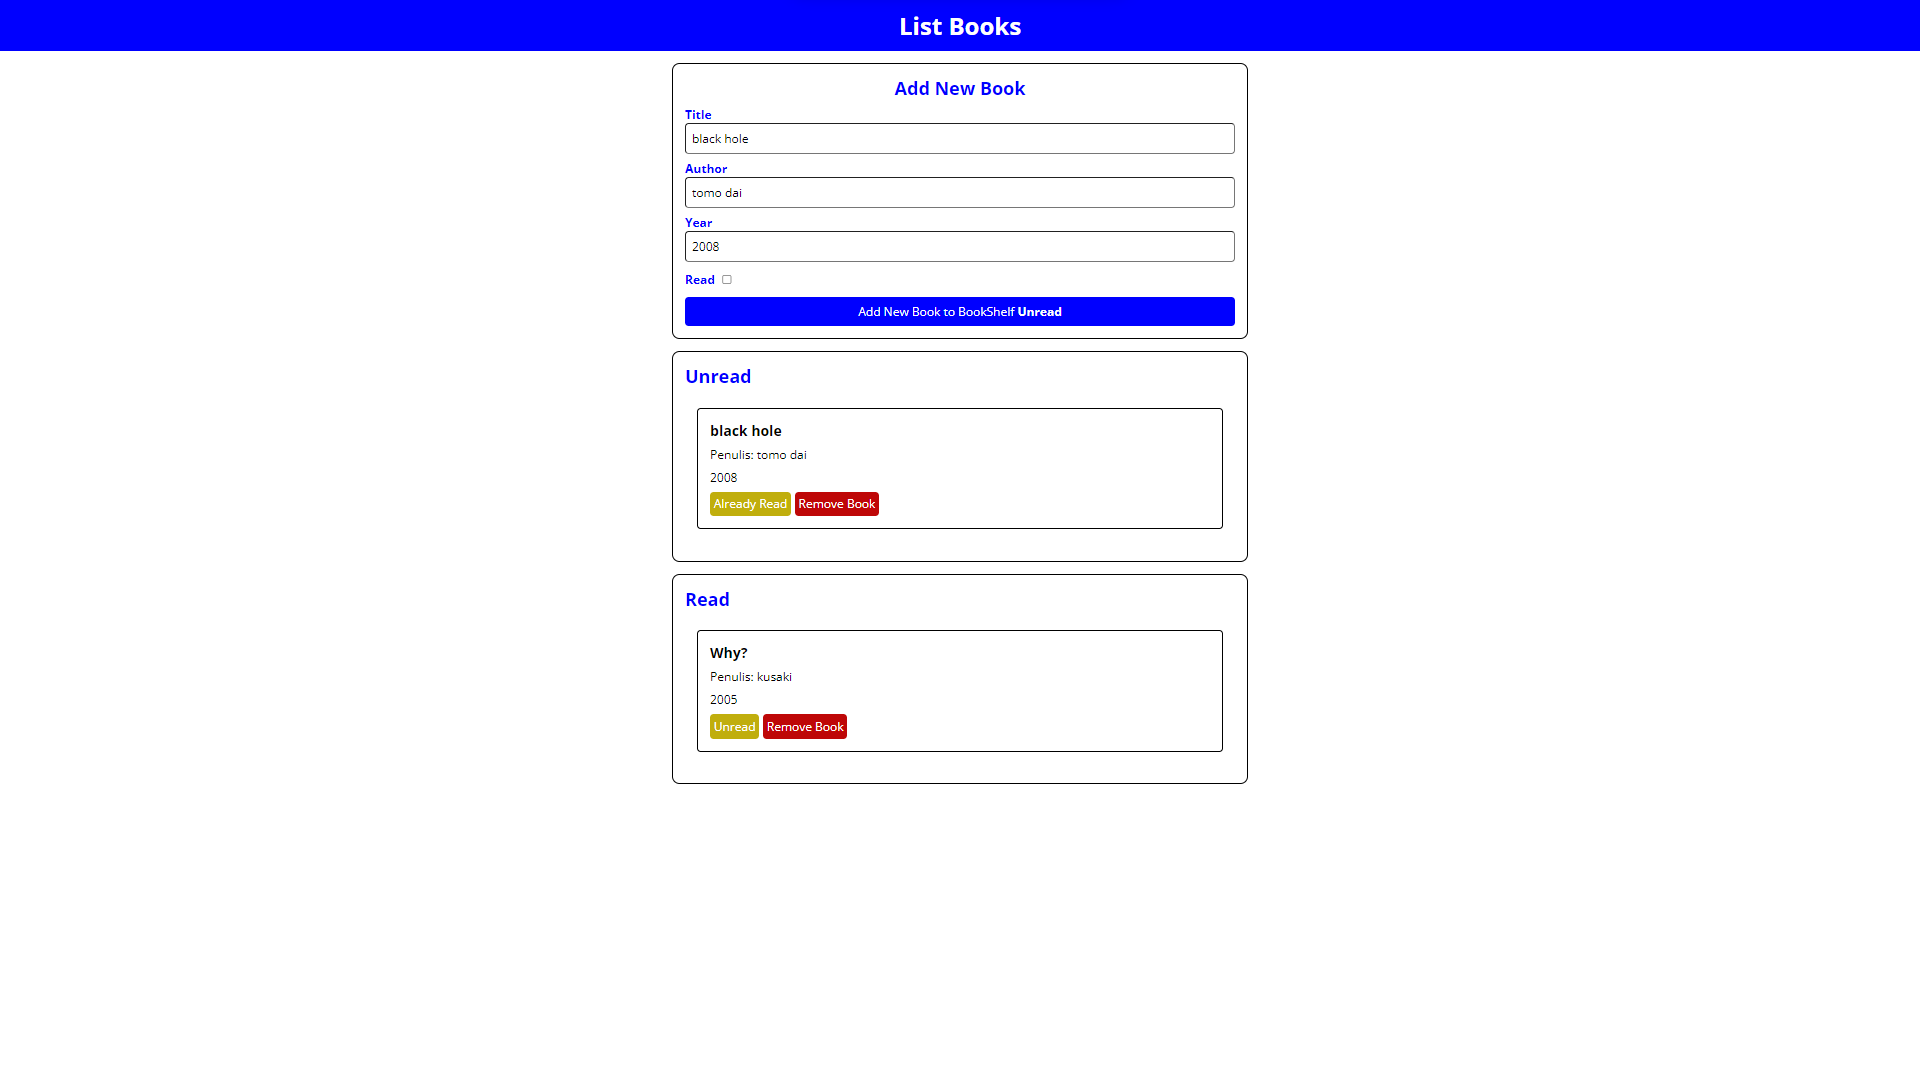 List Books
Add New Book
Title
black hole
Author
tomo dai
Year
2008
Read
Add New Book to BookShelf Unread
Unread
black hole
Penulis: tomo dai
2008
Already Read Remove Book
Read
Why?
Penulis: kusaki
2005
Unread Remove Book